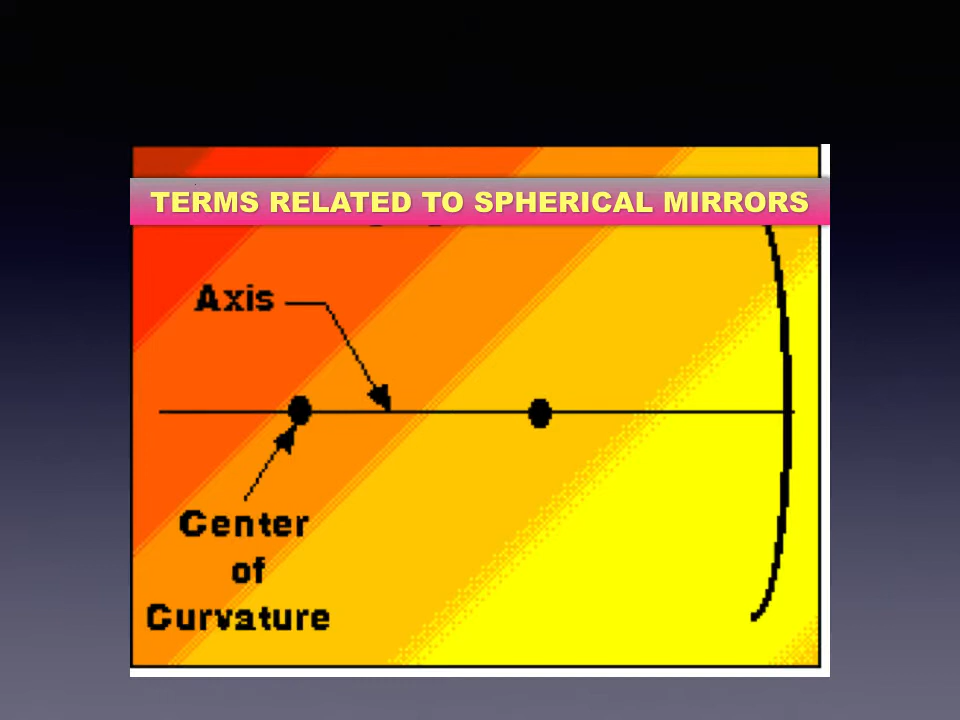 TERMS RELATED TO SPHERICAL MIRRORS
Axis
Center
of
Curvature